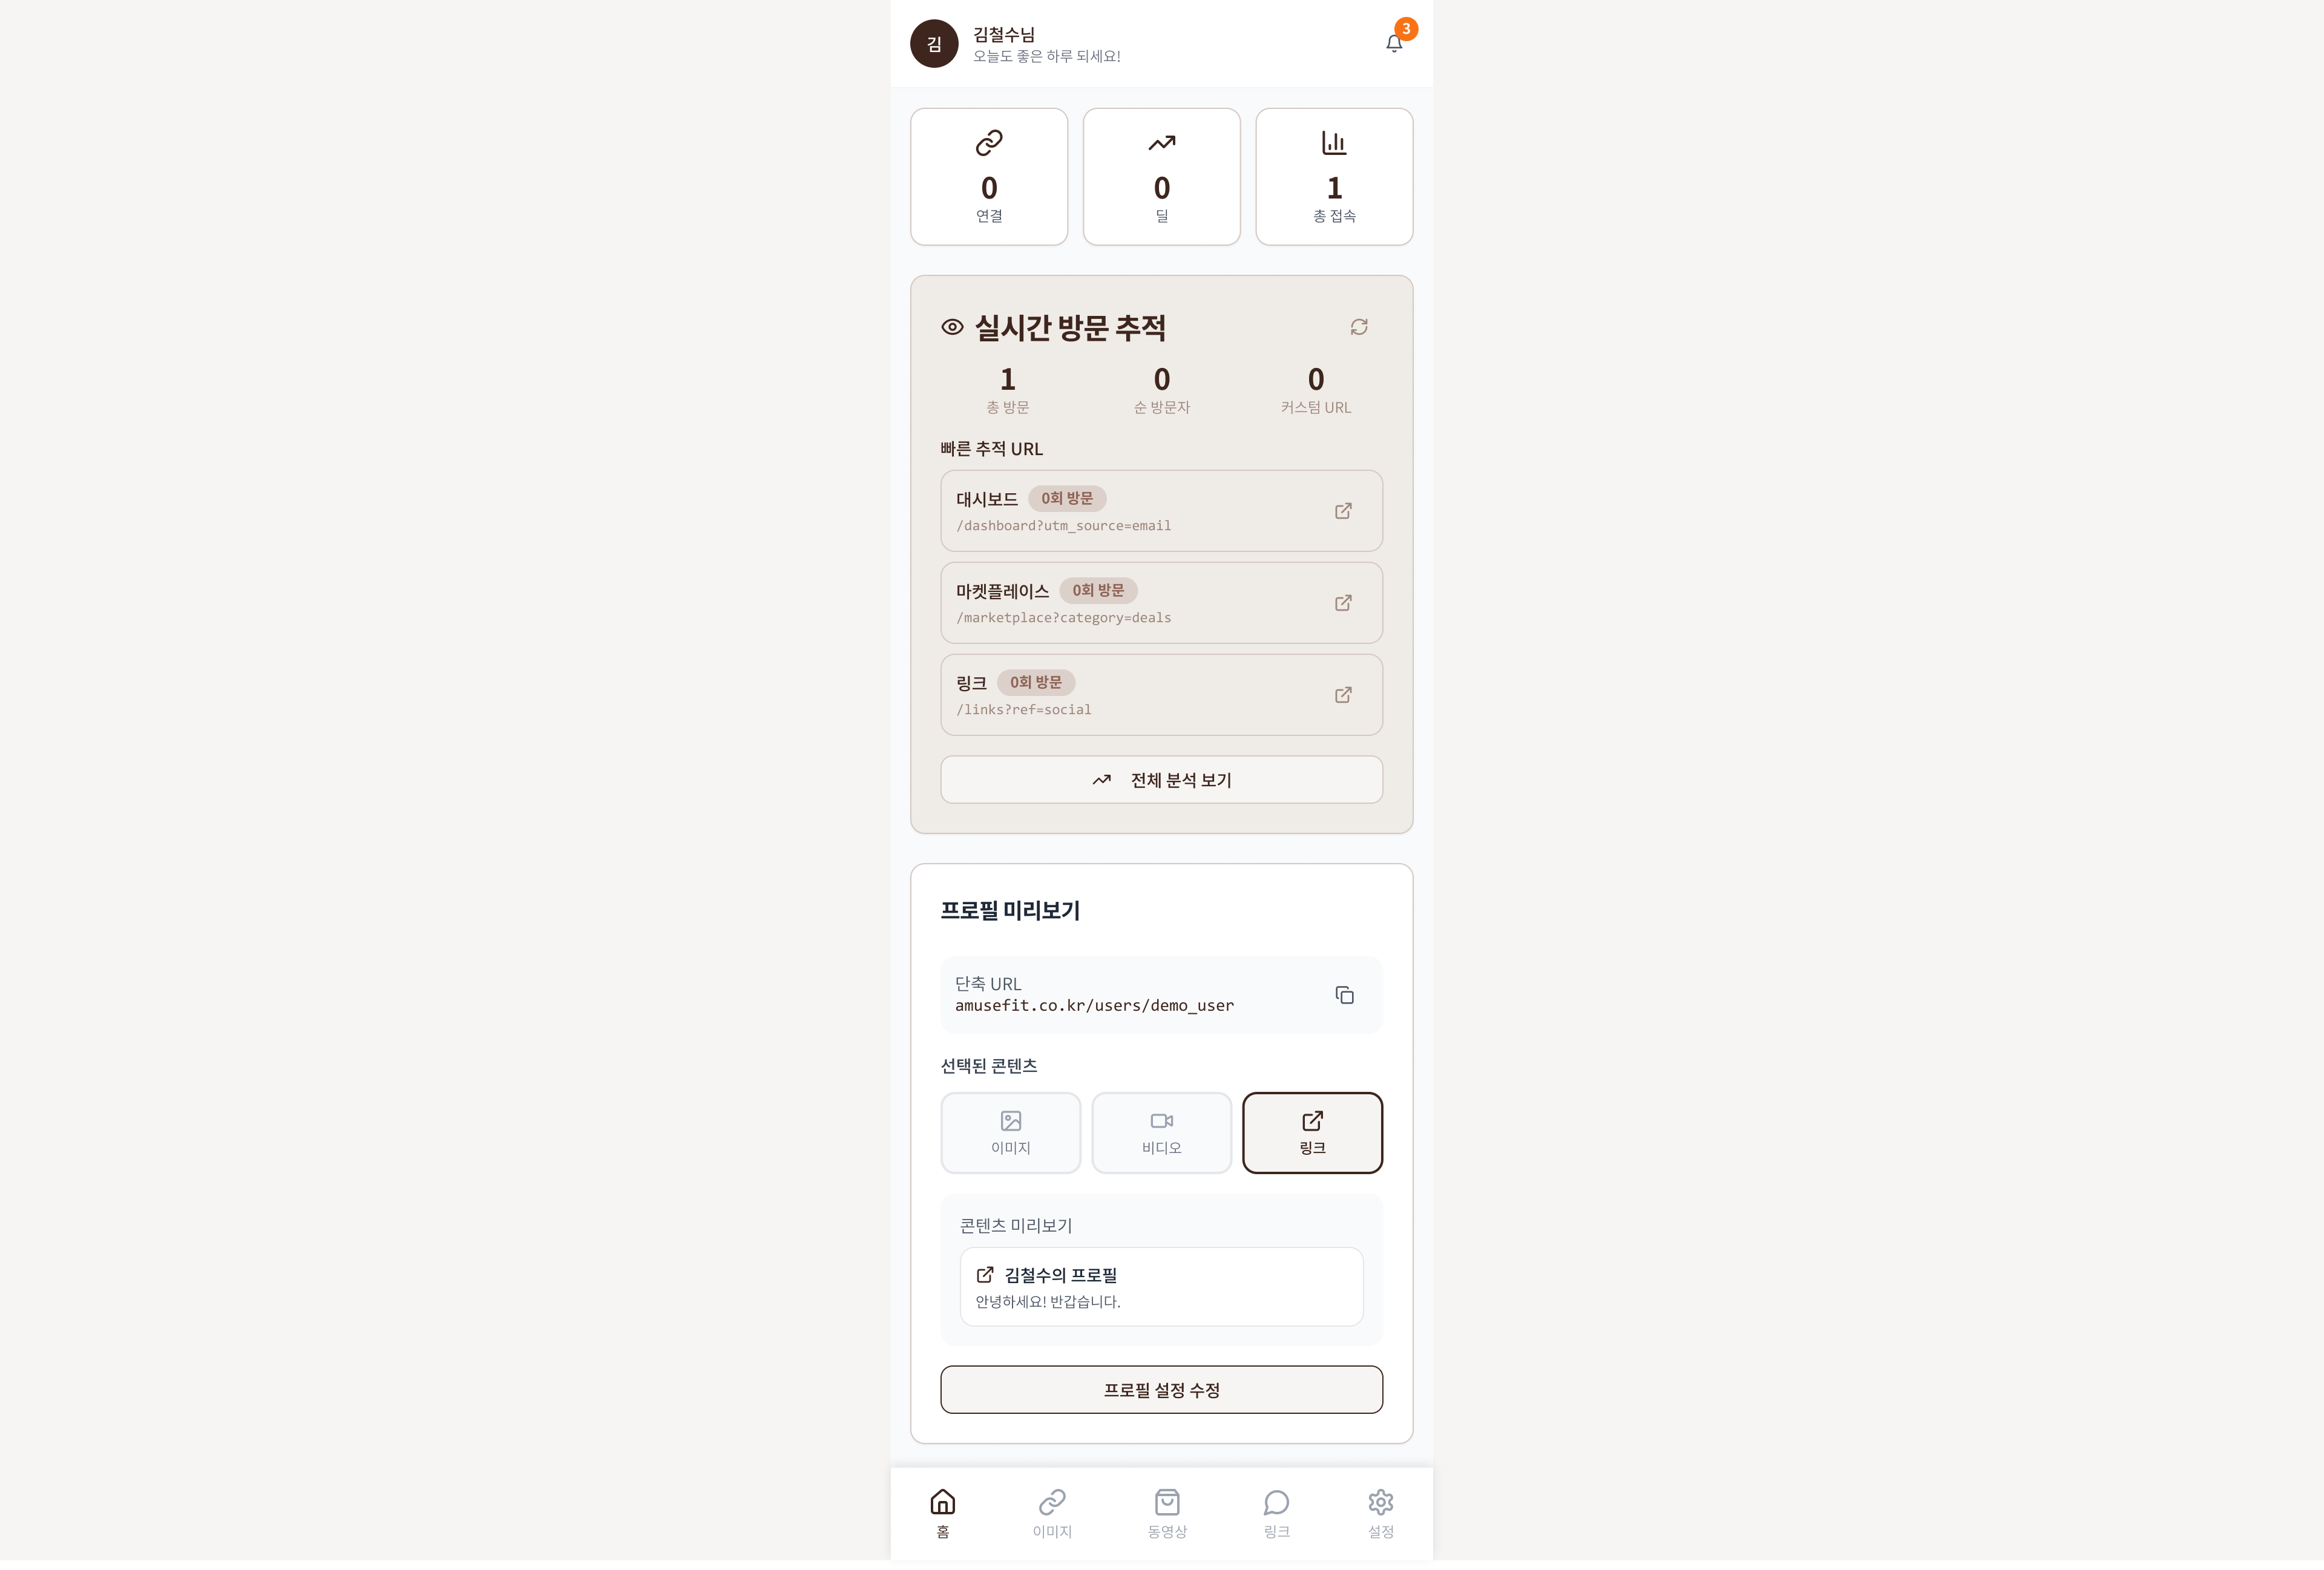 김
김철수님
오늘도 좋은 하루 되세요!
3
0
연결
0
딜
1
총 접속
실시간 방문 추적
1
총 방문
0
순 방문자
0
커스텀 URL
빠른 추적 URL
대시보드 0회 방문
/dashboard?utm_source=email
마켓플레이스 0회 방문
/marketplace?category=deals
링크 0회 방문
/links?ref=social
전체 분석 보기
프로필 미리보기
단축 URL
amusefit.co.kr/users/demo_user
선택된 콘텐츠
이미지
비디오
링크
콘텐츠 미리보기
김철수의 프로필
안녕하세요! 반갑습니다.
프로필 설정 수정
홈
이미지
동영상
링크
설정